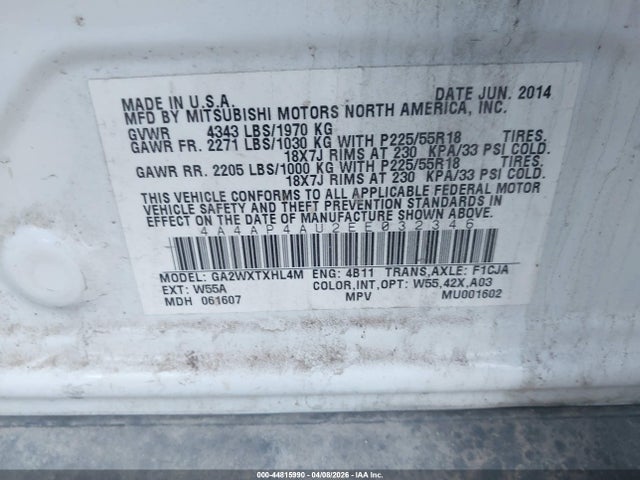 MADE IN U.S.A. DATE JUN. 2014
MFD BY MITSUBISHI MOTORS NORTH AMERICA, INC.
GVWR 4343 LBS/1970 KG
GAWR FR. 2271 LBS/1030 KG WITH P225/55R18 TIRES.
18X7J RIMS AT 230 KPA/33 PSI COLD.
GAWR RR. 2205 LBS/1000 KG WITH P225/55R18 TIRES.
18X7J RIMS AT 230 KPA/33 PSI COLD.
THIS VEHICLE CONFORMS TO ALL APPLICABLE FEDERAL MOTOR
VEHICLE SAFETY AND THEFT PREVENTION STANDARDS IN
EFFECT ON THE DATE OF MANUFACTURE SHOWN ABOVE.
4A4AP4AU2EE032346
MODEL: GA2WXTXHL4M ENG: 4B11 TRANS,AXLE: F1CJA
EXT: W55A COLOR,INT,OPT: W55,42X,A03
MDH 061607 MPV MU001602
000-44815990 - 04/08/2026 - IAA Inc.